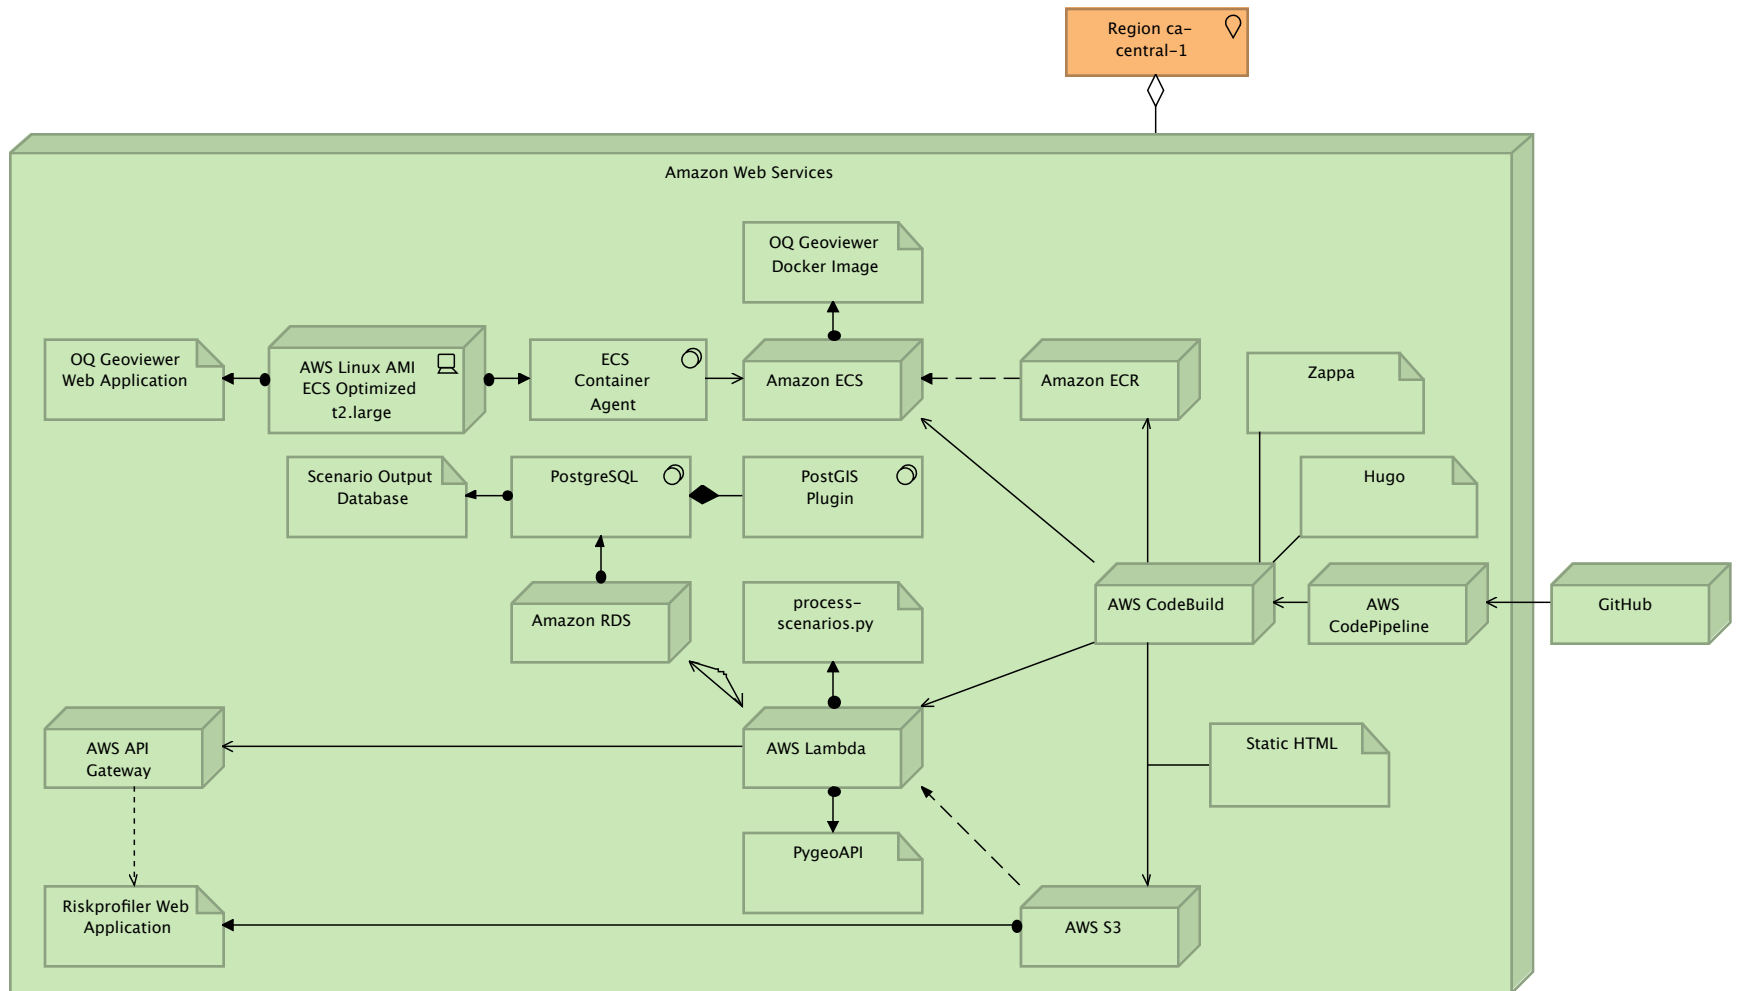 Region ca-
central-1
Amazon Web Services
OQ Geoviewer
Docker Image
OQ Geoviewer
Web Application
AWS Linux AMI
ECS Optimized
t2.large
ECS
Container
Agent
Amazon ECS
Amazon ECR
Zappa
Scenario Output
Database
PostgreSQL
PostGIS
Plugin
Hugo
Amazon RDS
process-
scenarios.py
AWS CodeBuild
AWS
CodePipeline
GitHub
AWS API
Gateway
AWS Lambda
Static HTML
PygeoAPI
Riskprofiler Web
Application
AWS S3